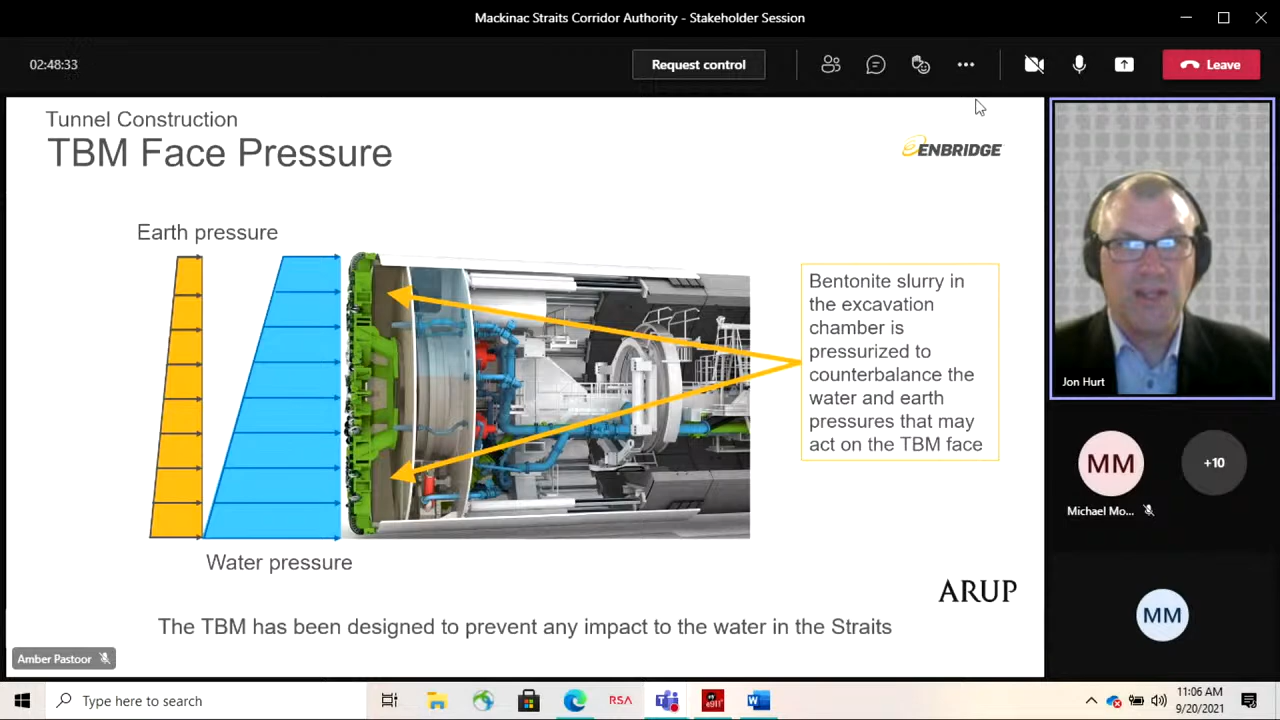 Mackinac Straits Corridor Authority - Stakeholder Session
02:48:33
Request control
Leave
Tunnel Construction
TBM Face Pressure
ENBRIDGE
Earth pressure
Bentonite slurry in
the excavation
chamber is
pressurized to
counterbalance the
water and earth
pressures that may
act on the TBM face
Water pressure
ARUP
The TBM has been designed to prevent any impact to the water in the Straits
Amber Pastoor
Jon Hurt
MM
+10
Michael Mo...
MM
Type here to search
RSA
e911
W
11:06 AM
9/20/2021